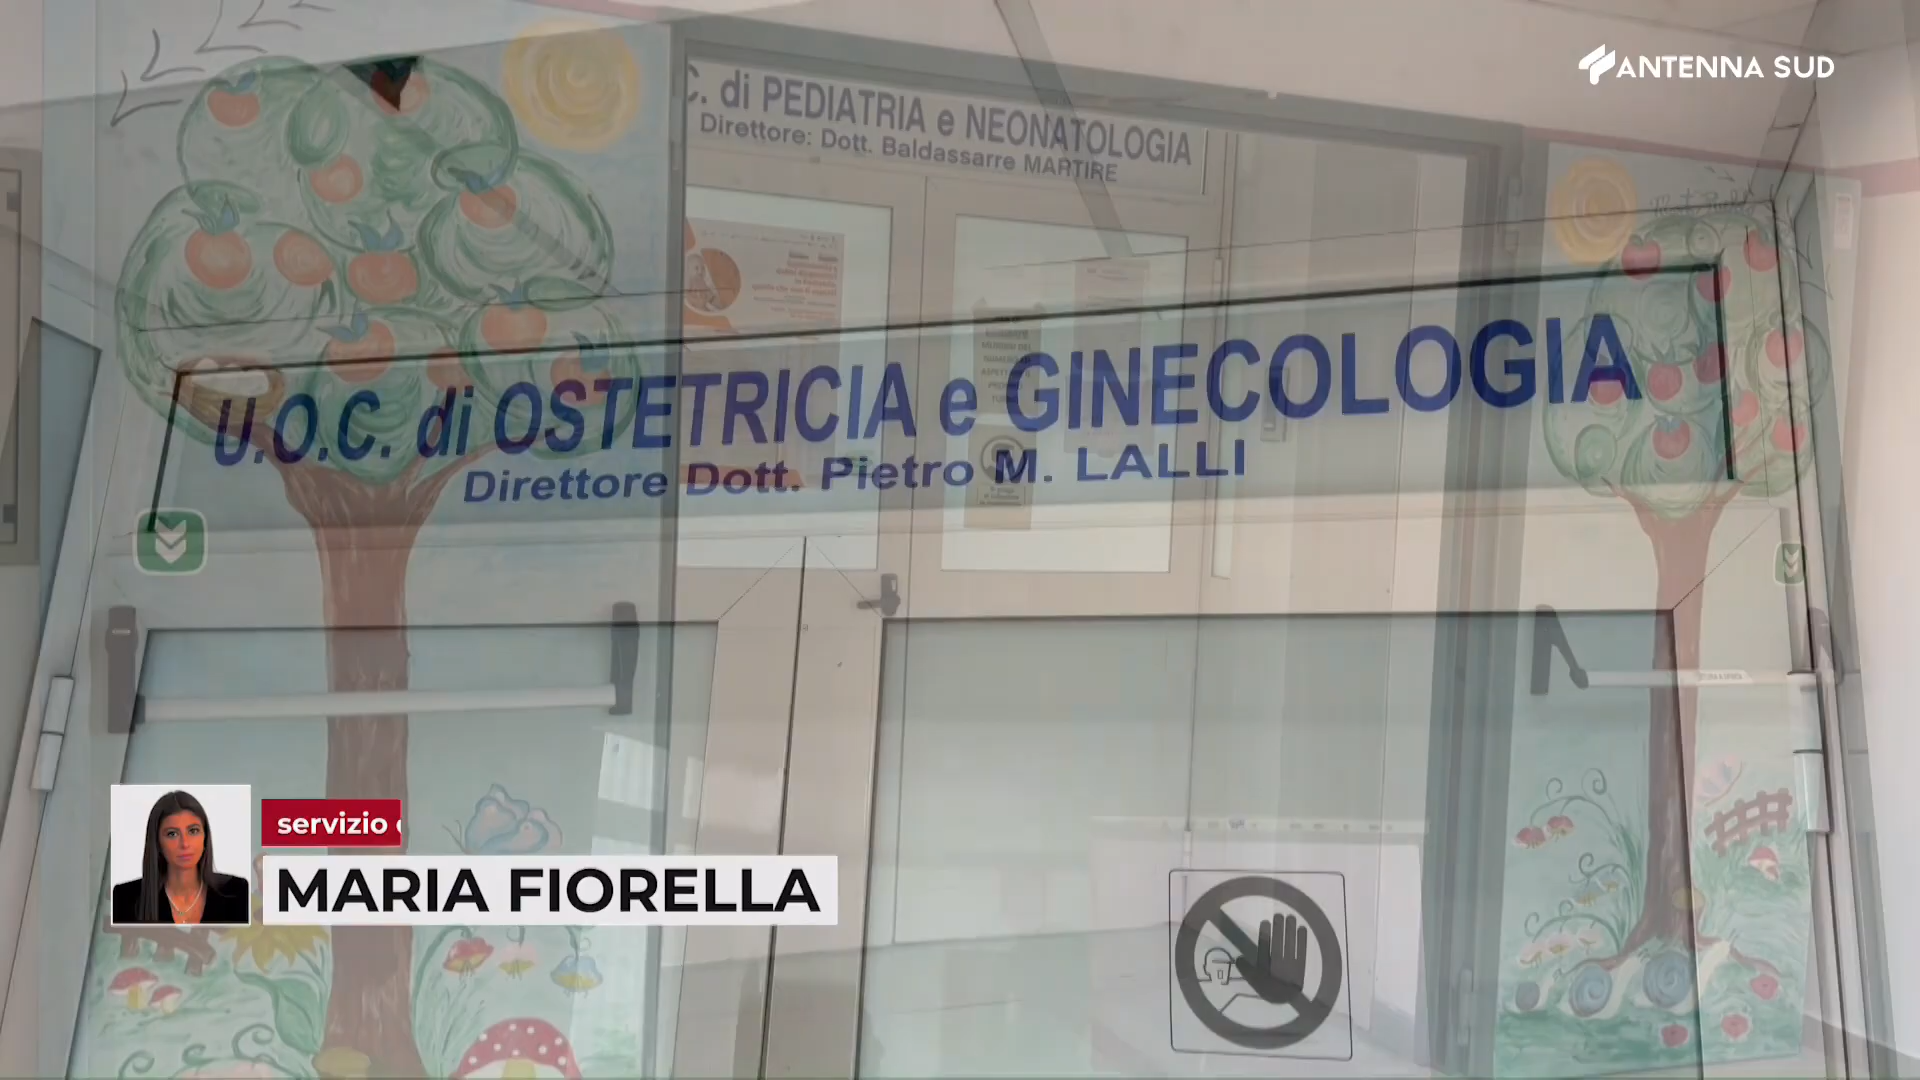 ANTENNA SUD
C. di PEDIATRIA e NEONATOLOGIA
Direttore: Dott. Baldassarre MARTIRE
U.O.C. di OSTETRICIA e GINECOLOGIA
Direttore Dott. Pietro M. LALLI
servizio
MARIA FIORELLA